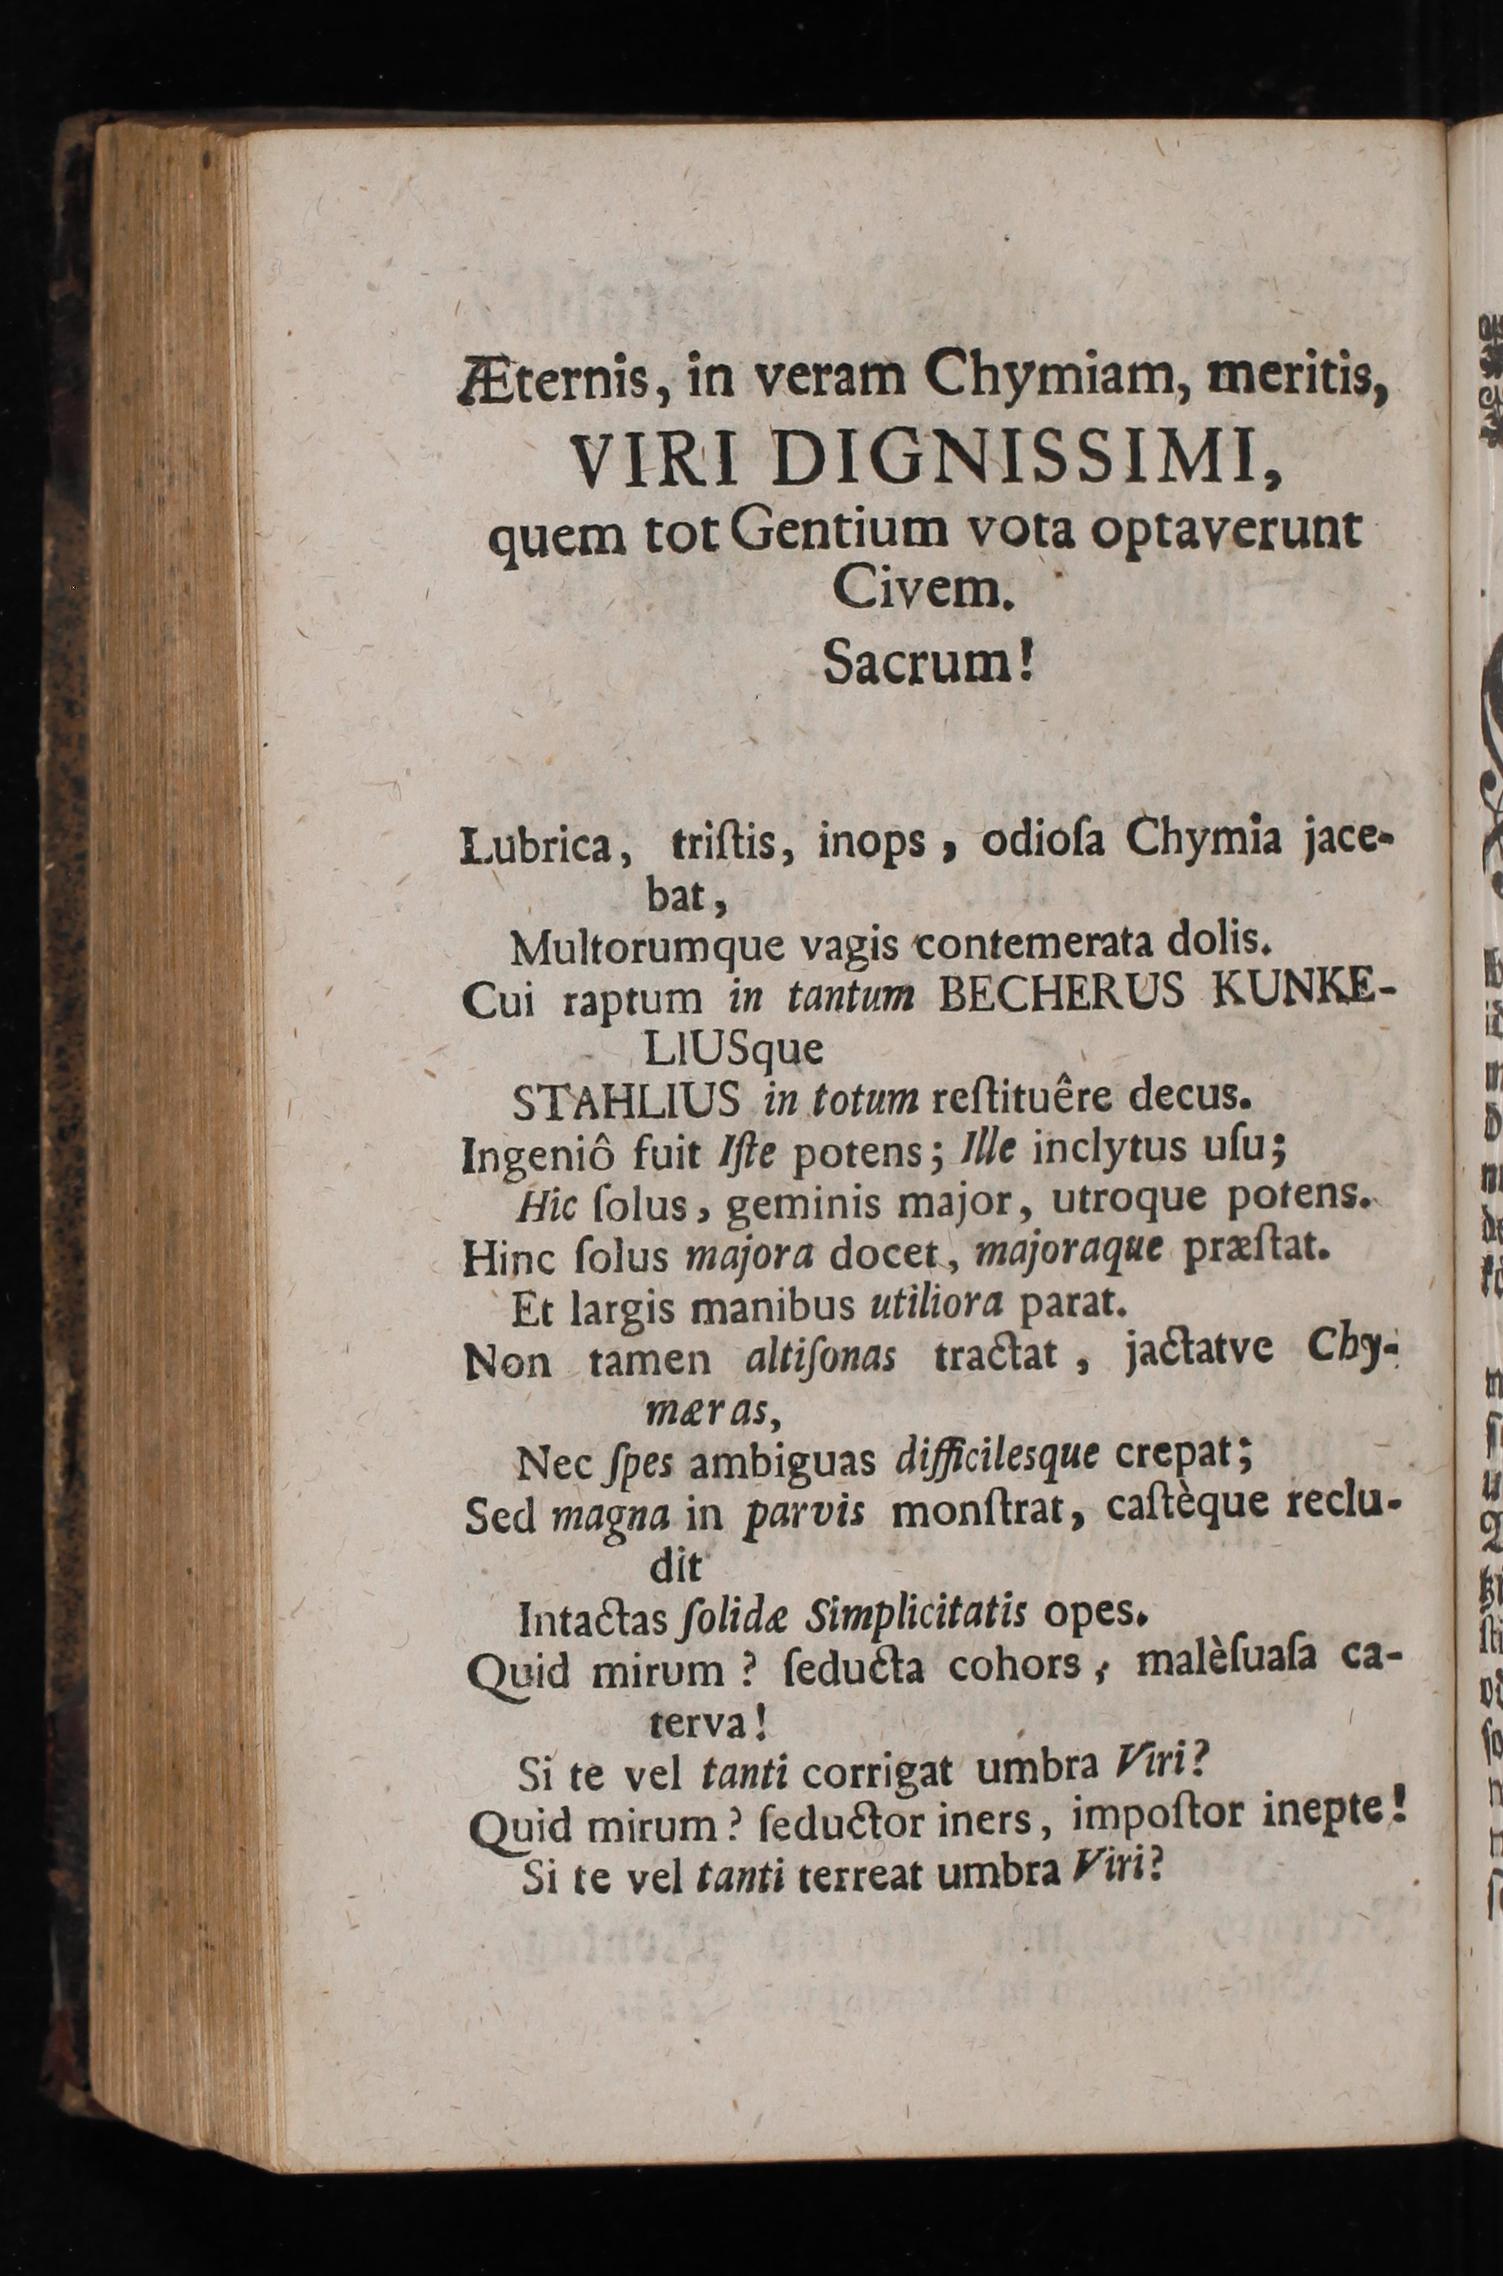 Æternis, in veram Chymiam, meritis,
VIRI DIGNISSIMI,
quem tot Gentium vota optaverunt
Civem.
Sacrum!
Lubrica, triſtis, inops, odioſa Chymia jace-
bat,
Multorumque vagis contemerata dolis.
Cui raptum in tantum BECHERUS KUNKE-
LIUSque
STAHLIUS in totum reſtituêre decus.
Ingeniô fuit Iſte potens; Ille inclytus uſu;
Hic ſolus, geminis major, utroque potens.
Hinc ſolus majora docet, majoraque præſtat.
Et largis manibus utiliora parat.
Non tamen altiſonas tractat, jactatve Chy-
mæras,
Nec ſpes ambiguas difficilesque crepat;
Sed magna in parvis monſtrat, caſtèque reclu-
dit
Intactas ſolidæ Simplicitatis opes.
Quid mirum? ſeducta cohors, malèſuaſa ca-
terva!
Si te vel tanti corrigat umbra Viri?
Quid mirum? ſeductor iners, impoſtor inepte!
Si te vel tanti terreat umbra Viri?